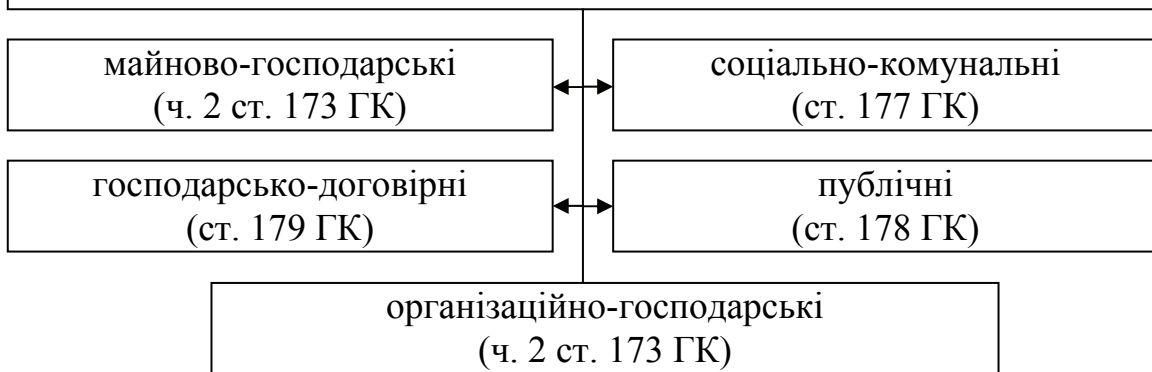 майново-господарські
(ч. 2 ст. 173 ГК)
соціально-комунальні
(ст. 177 ГК)
господарсько-договірні
(ст. 179 ГК)
публічні
(ст. 178 ГК)
організаційно-господарські
(ч. 2 ст. 173 ГК)